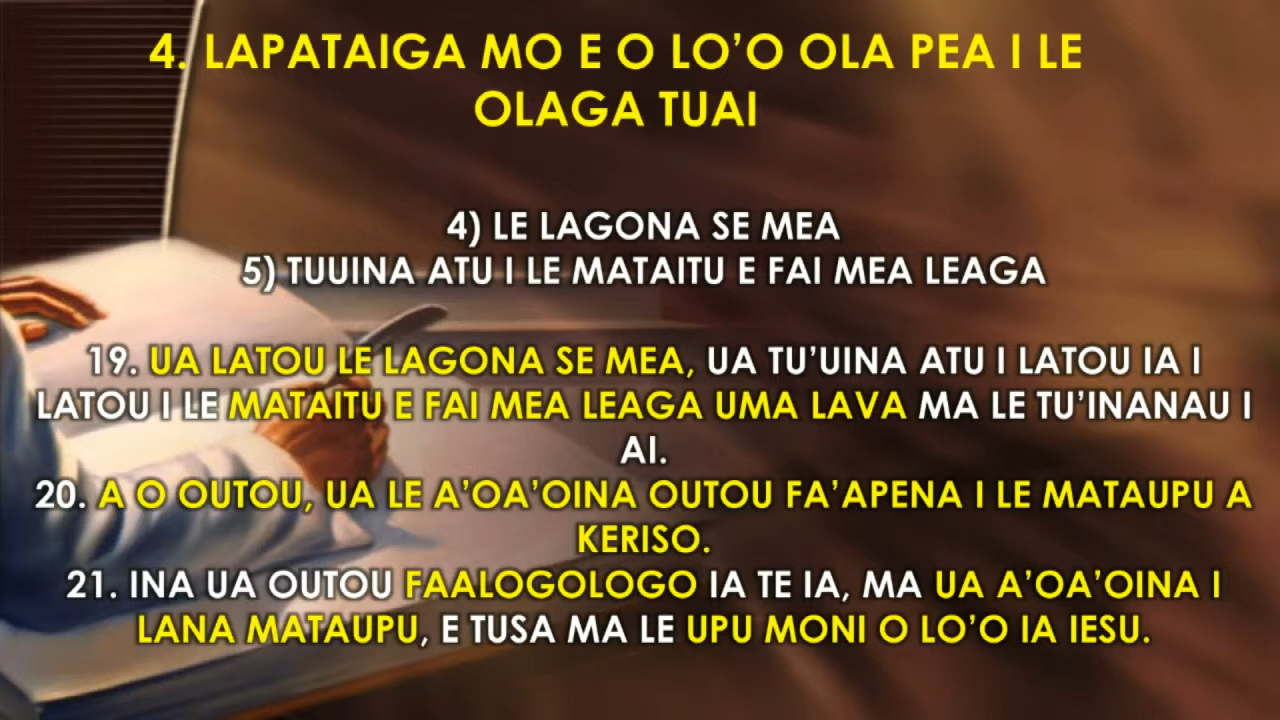 4. LAPATAIGA MO E O LO’O OLA PEA I LE
OLAGA TUAI
4) LE LAGONA SE MEA
5) TUUINA ATU I LE MATAITU E FAI MEA LEAGA
19. UA LATOU LE LAGONA SE MEA, UA TU’UINA ATU I LATOU IA I
LATOU I LE MATAITU E FAI MEA LEAGA UMA LAVA MA LE TU’INANAU I
AI.
20. A O OUTOU, UA LE A’OA’OINA OUTOU FA’APENA I LE MATAUPU A
KERISO.
21. INA UA OUTOU FAALOGOLOGO IA TE IA, MA UA A’OA’OINA I
LANA MATAUPU, E TUSA MA LE UPU MONI O LO’O IA IESU.